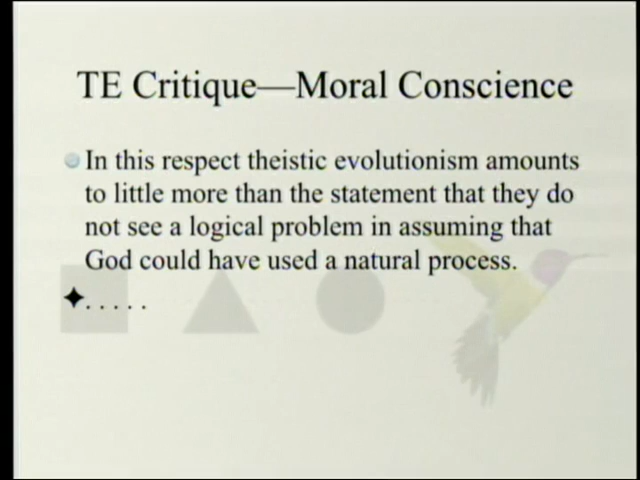 TE Critique—Moral Conscience
In this respect theistic evolutionism amounts
to little more than the statement that they do
not see a logical problem in assuming that
God could have used a natural process.
. . . . .